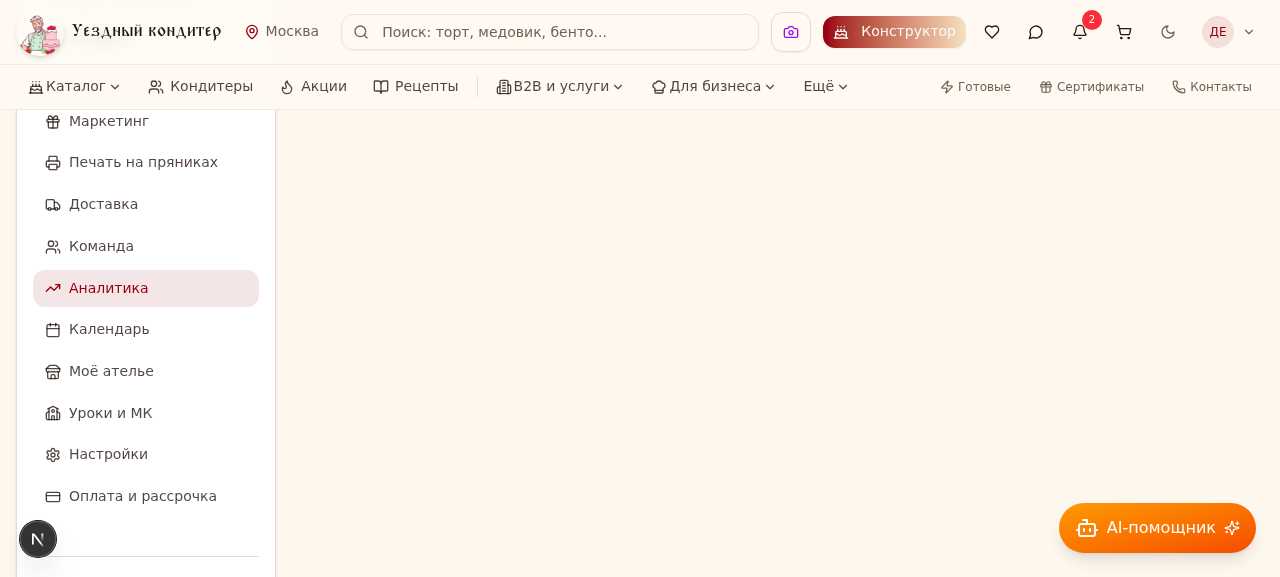 Уездный кондитер
Москва
Поиск: торт, медовик, бенто...
Конструктор
2
ДЕ
Каталог
Кондитеры
Акции
Рецепты
B2B и услуги
Для бизнеса
Ещё
Готовые
Сертификаты
Контакты
Маркетинг
Печать на пряниках
Доставка
Команда
Аналитика
Календарь
Моё ателье
Уроки и МК
Настройки
Оплата и рассрочка
N
AI-помощник